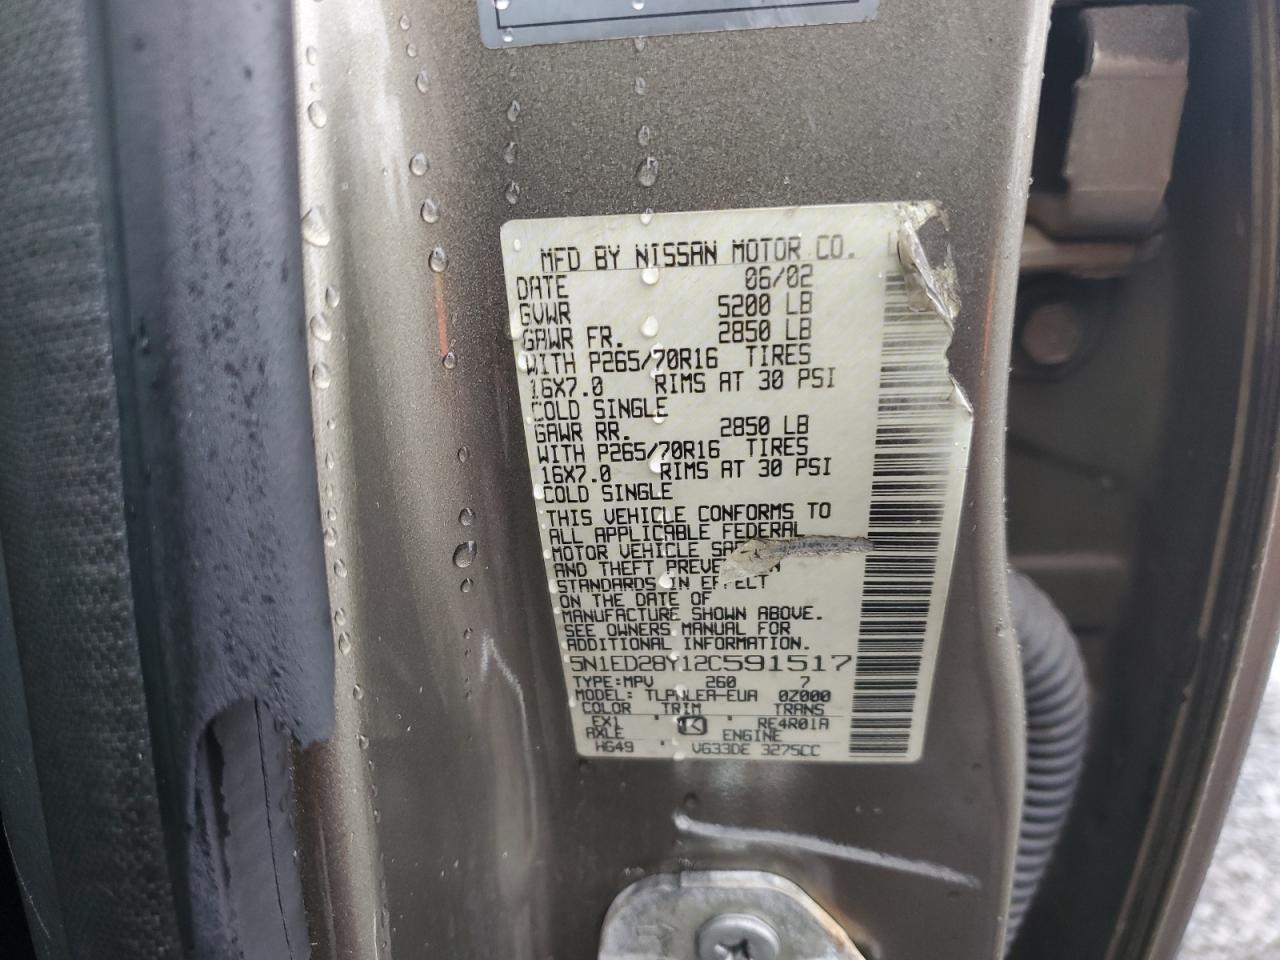 MFD BY NISSAN MOTOR CO.
DATE 06/02
GVWR 5200 LB
GAWR FR. 2850 LB
WITH P265/70R16 TIRES
16X7.0 RIMS AT 30 PSI
COLD SINGLE
GAWR RR. 2850 LB
WITH P265/70R16 TIRES
16X7.0 RIMS AT 30 PSI
COLD SINGLE
THIS VEHICLE CONFORMS TO
ALL APPLICABLE FEDERAL
MOTOR VEHICLE
AND THEFT
STANDARDS IN EFFECT
ON THE DATE OF
MANUFACTURE SHOWN ABOVE.
SEE OWNERS MANUAL FOR
ADDITIONAL INFORMATION.
5N1ED28Y12C591517
TYPE:MPV 260 7
MODEL: 0Z000
COLOR TRIM TRANS
EX1 K RE4R01A
AXLE ENGINE
HG49 VG33DE 3275CC